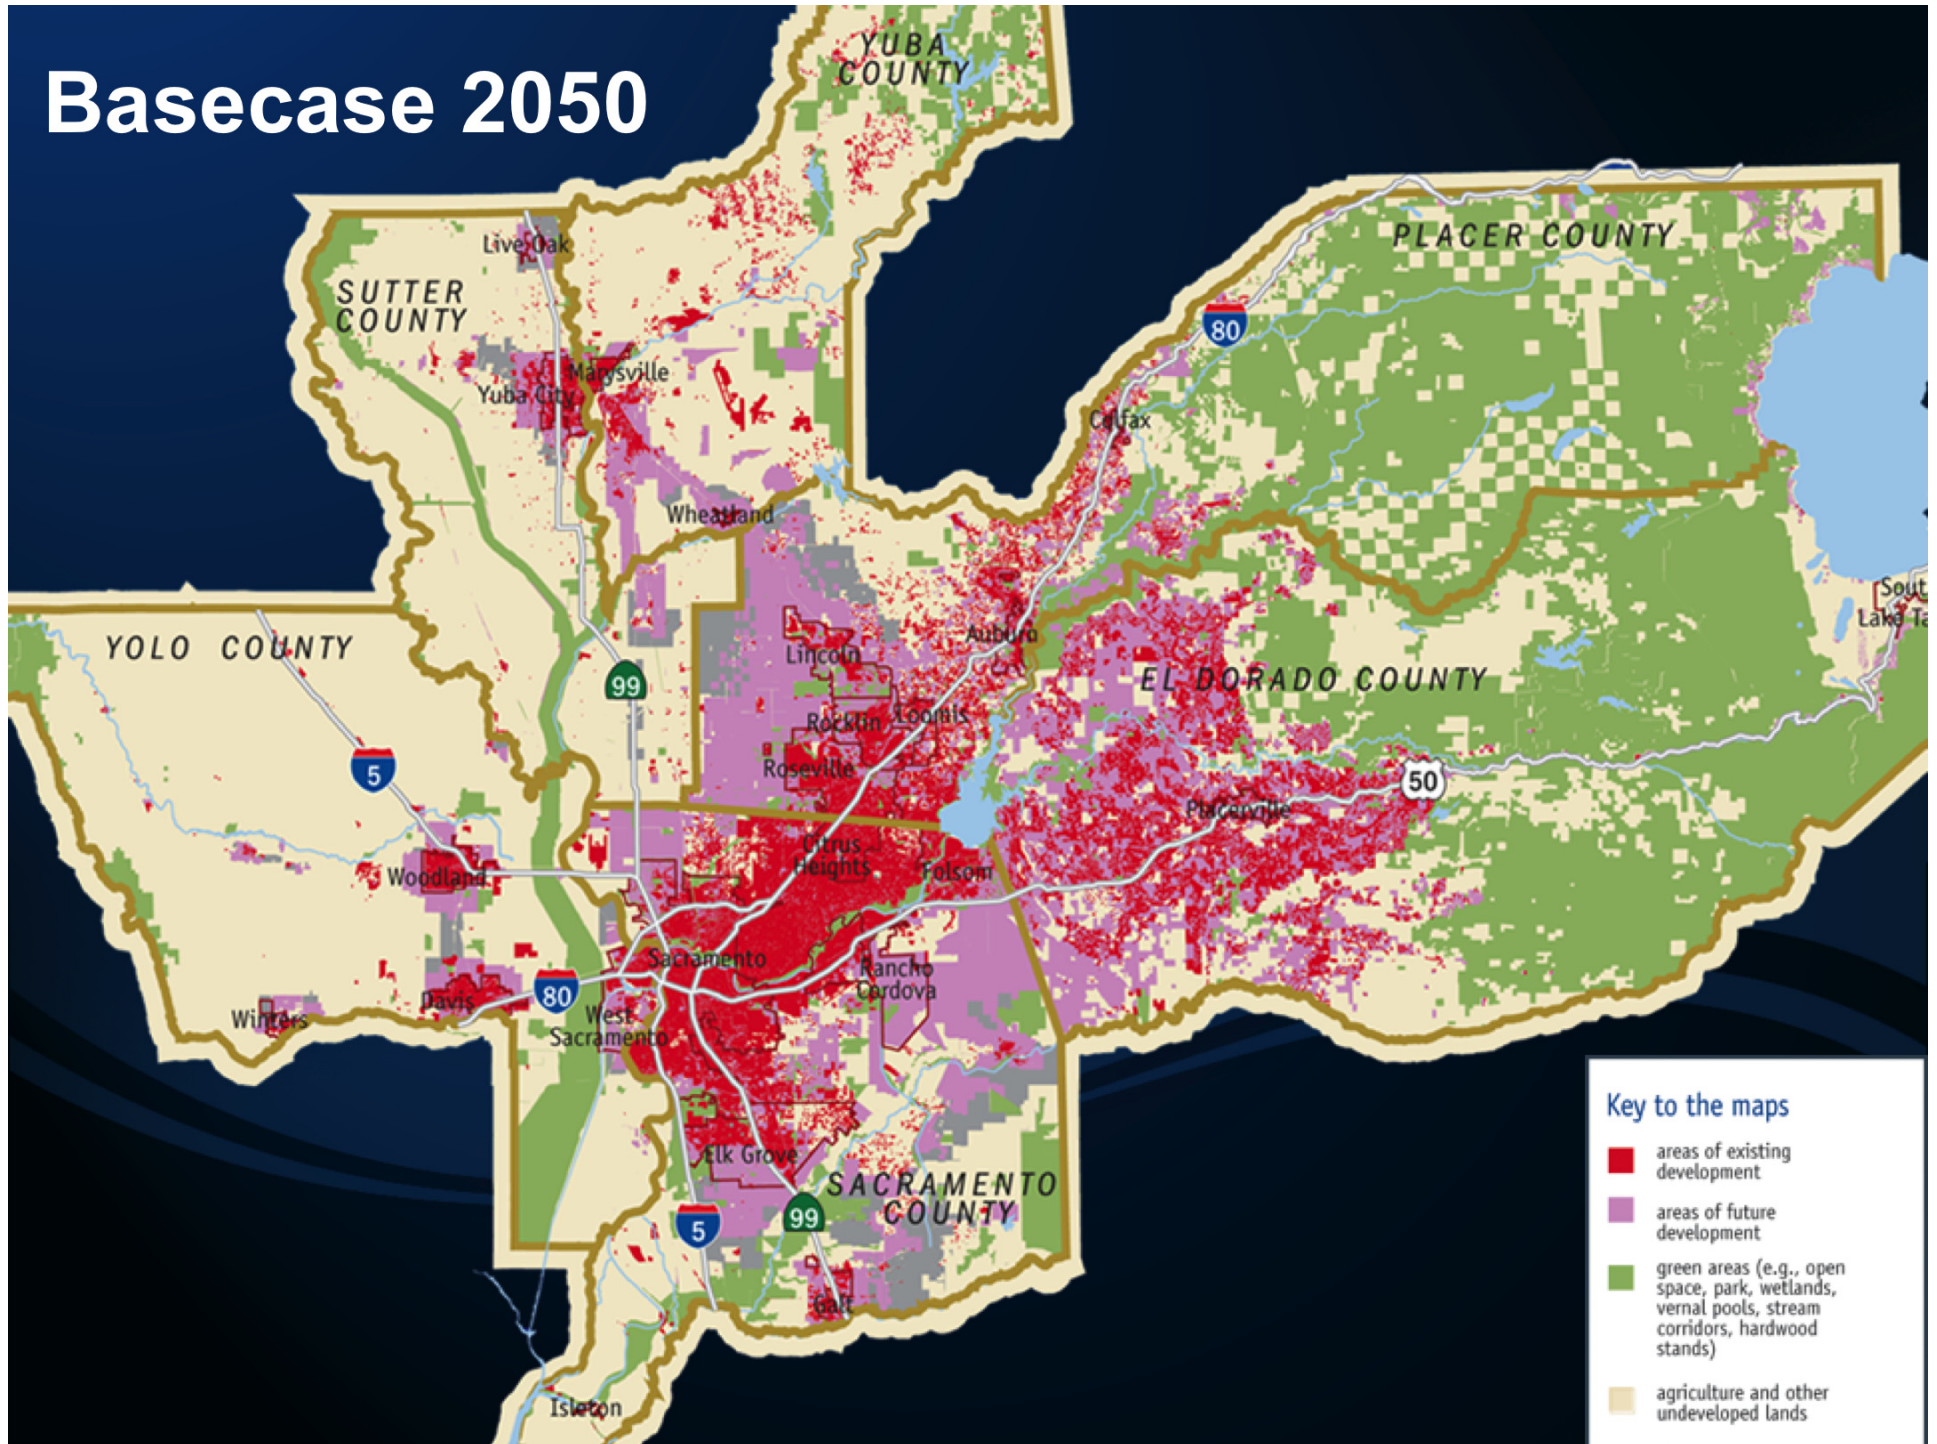 Basecase 2050
YUBA
COUNTY
PLACER COUNTY
Live Oak
SUTTER
COUNTY
80
Marysville
Yuba City
Colfax
Wheatland
Sout
Lake Ta
YOLO COUNTY
Auburn
Lincoln
EL DORADO COUNTY
99
Loomis
Rocklin
Roseville
5
50
Placerville
Citrus
Heights
Folsom
Woodland
Sacramento
Rancho
Cordova
80
Davis
Winters
West
Sacramento
Elk Grove
SACRAMENTO
COUNTY
5
99
Galt
Isleton
Key to the maps
areas of existing
development
areas of future
development
green areas (e.g., open
space, park, wetlands,
vernal pools, stream
corridors, hardwood
stands)
agriculture and other
undeveloped lands